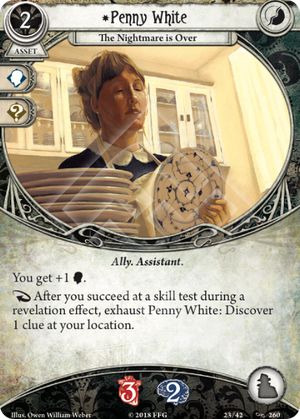 2
*Penny White
ASSET
The Nightmare is Over
?
Ally. Assistant.
You get +1
After you succeed at a skill test during a
revelation effect, exhaust Penny White: Discover
1 clue at your location.
3
2
Illus. Owen William Weber
© 2018 FFG
23/42
260